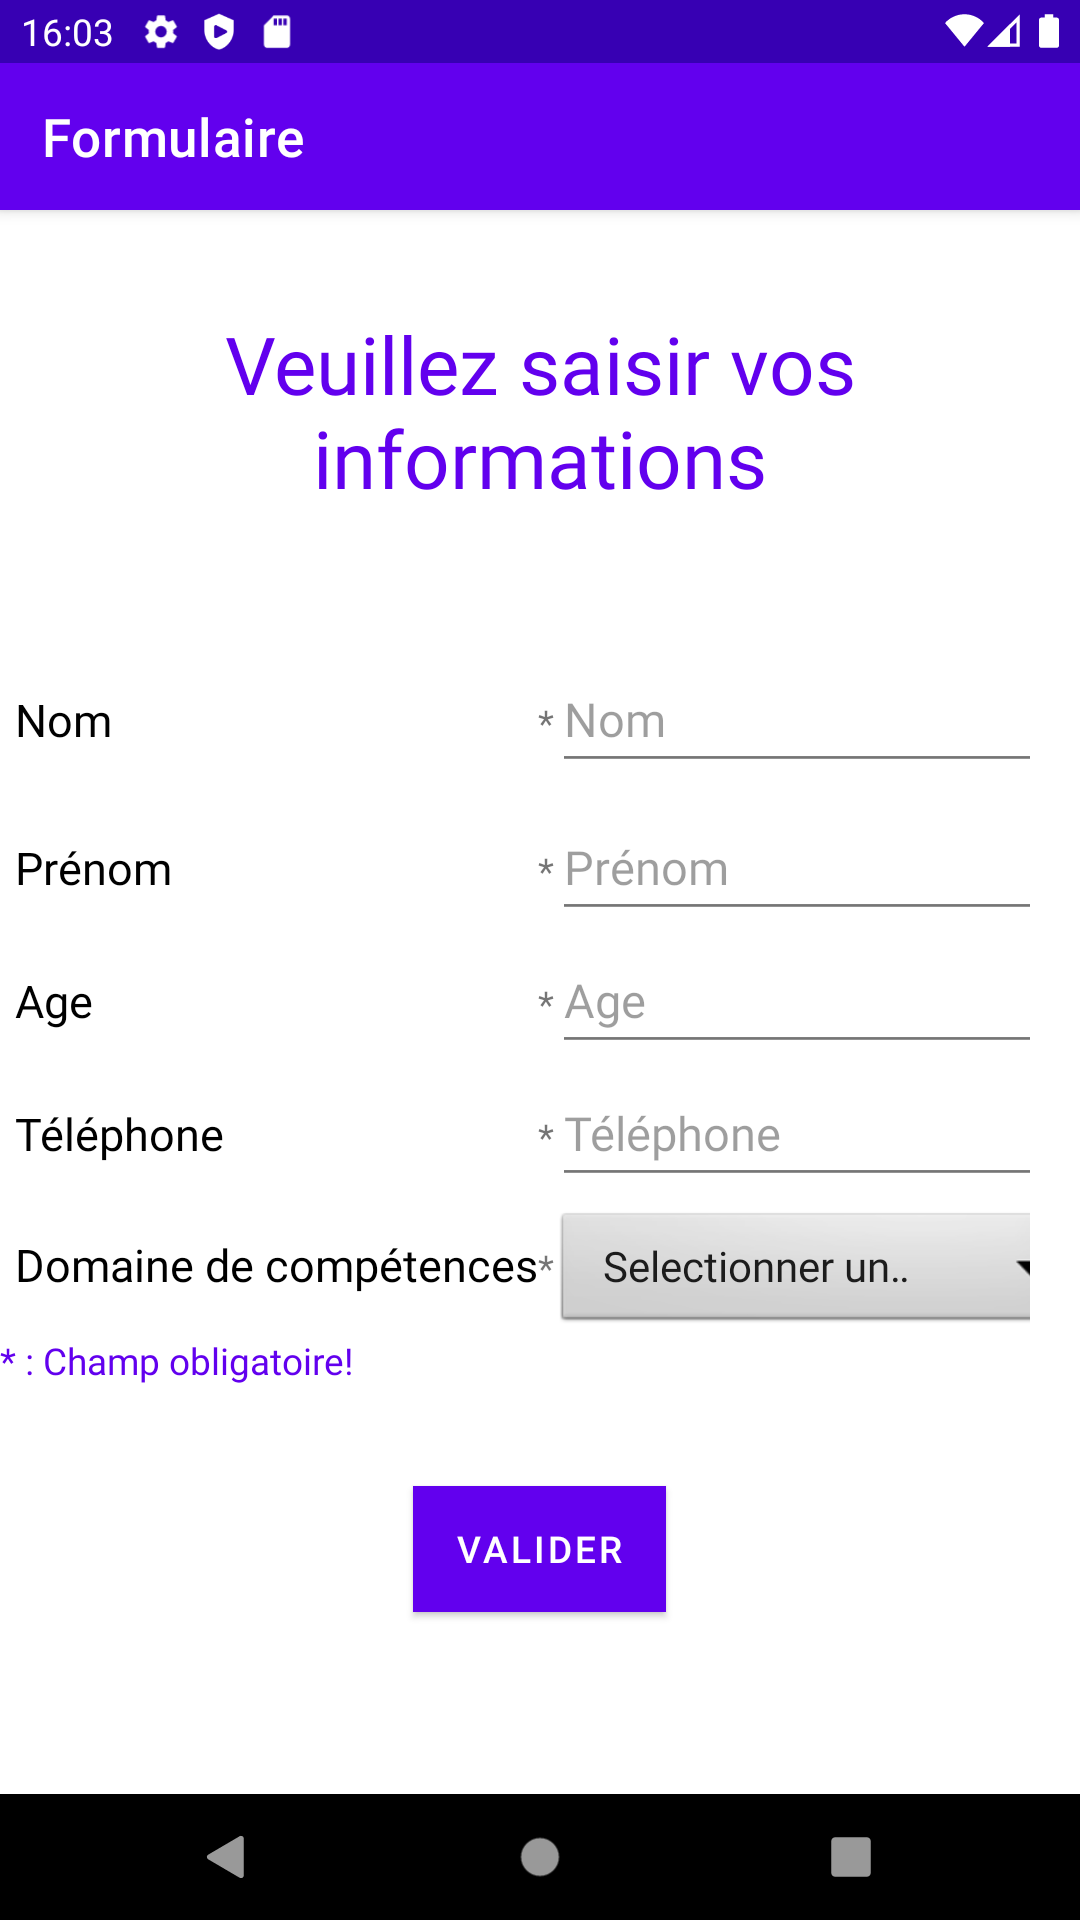 16:03
Formulaire
Veuillez saisir vos
informations
Nom * Nom
Prénom * Prénom
Age * Age
Téléphone * Téléphone
Domaine de compétences* Selectionner un..
* : Champ obligatoire!
VALIDER